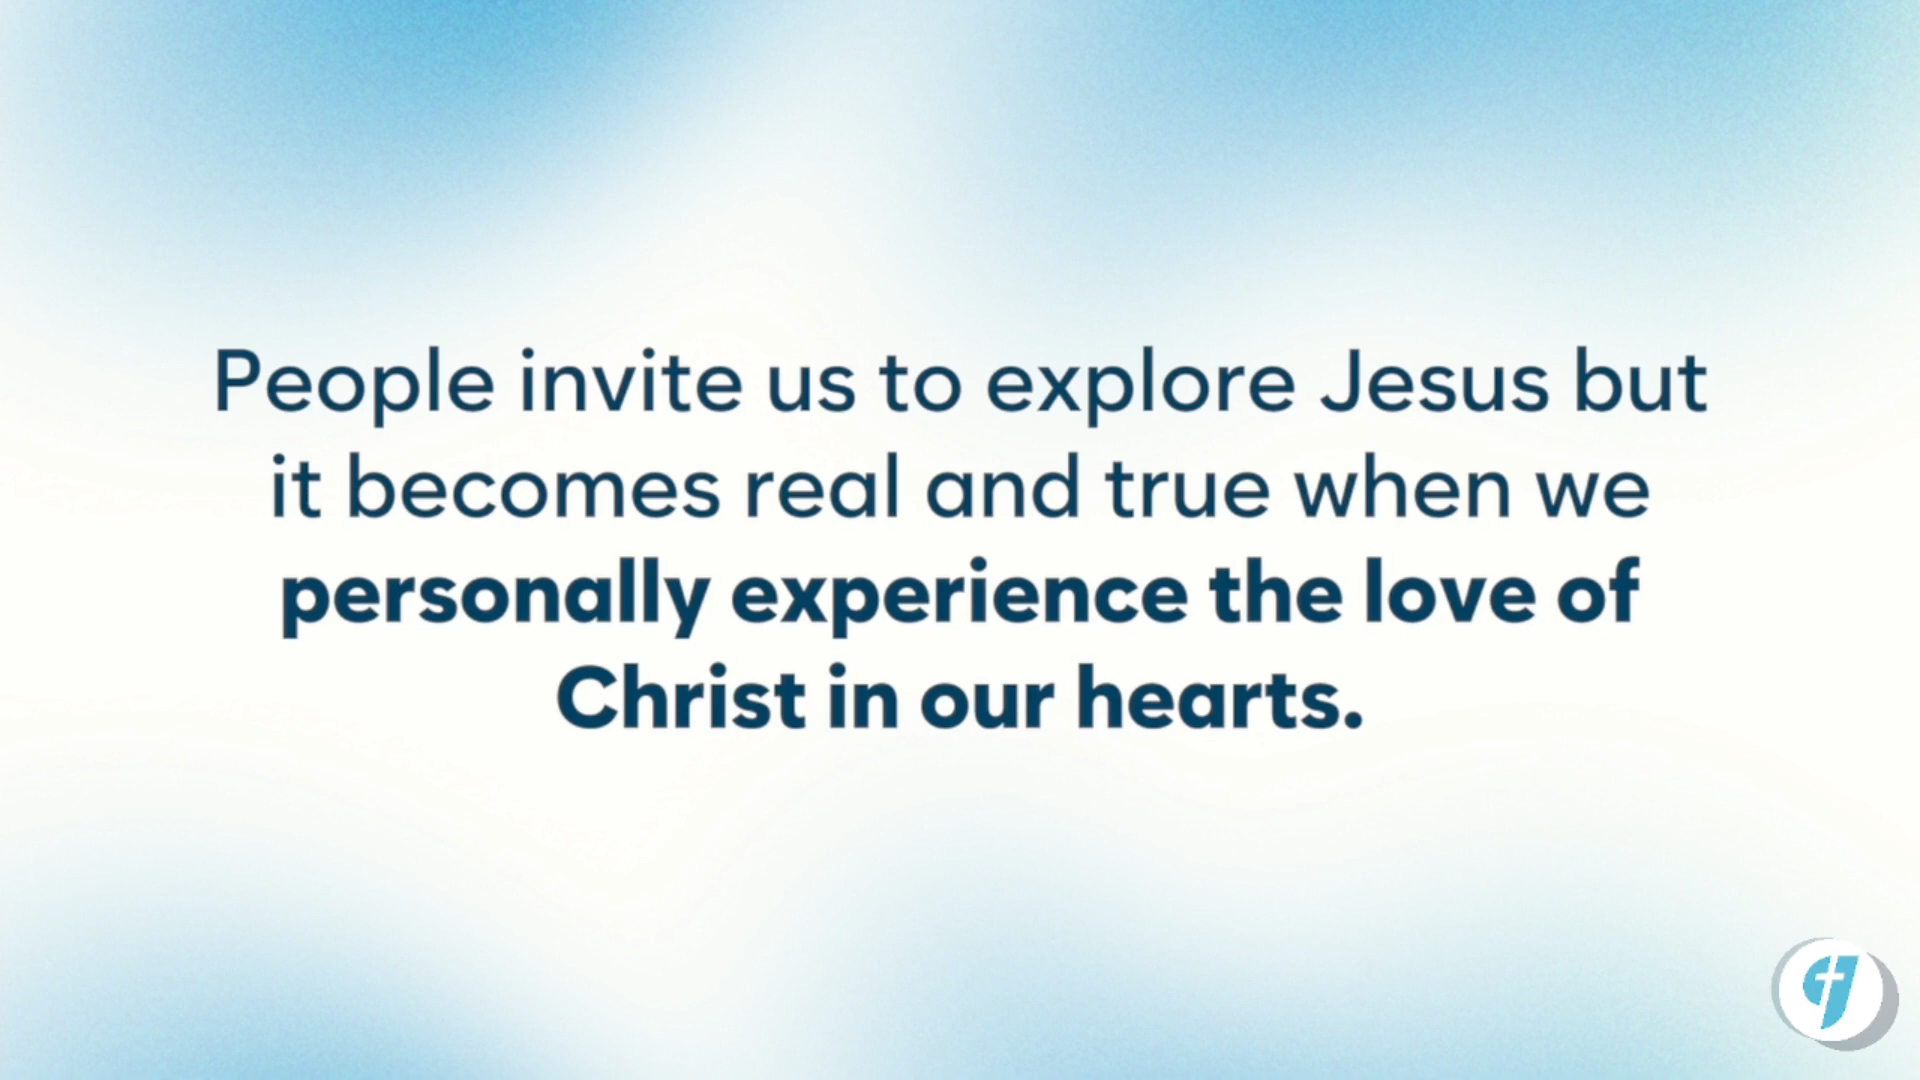 People invite us to explore Jesus but
it becomes real and true when we
personally experience the love of
Christ in our hearts.